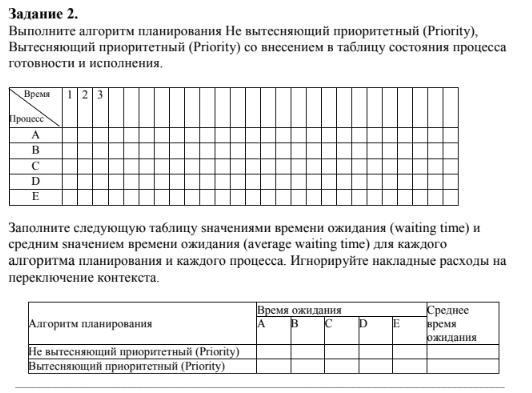 Задание 2.
Выполните алгоритм планирования Не вытесняющий приоритетный (Priority),
Вытесняющий приоритетный (Priority) со внесением в таблицу состояния процесса
готовности и исполнения.
Время 1 2 3
Процесс
A
B
C
D
E
Заполните следующую таблицу значениями времени ожидания (waiting time) и
средним значением времени ожидания (average waiting time) для каждого
алгоритма планирования и каждого процесса. Игнорируйте накладные расходы на
переключение контекста.
Время ожидания Среднее
Алгоритм планирования A B C D E время
ожидания
Не вытесняющий приоритетный (Priority)
Вытесняющий приоритетный (Priority)